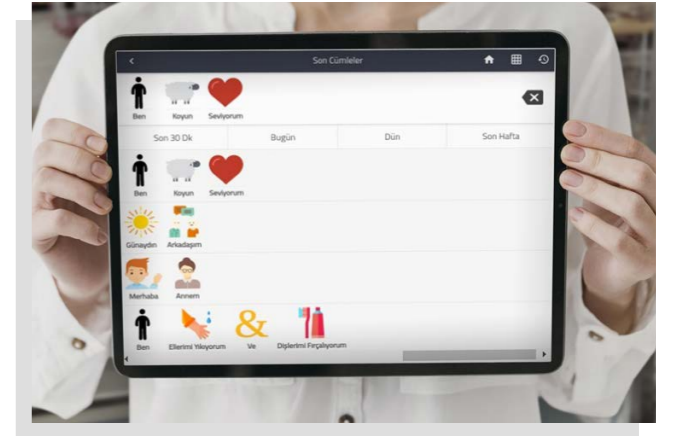 Son Cümleler
Ben Koyun Seviyorum
Son 30 Dk Bugün Dün Son Hafta
Ben Koyun Seviyorum
Günaydın Arkadaşım
Merhaba Annem
Ben Ellerimi Yıkıyorum & Ve Dişlerimi Fırçalıyorum